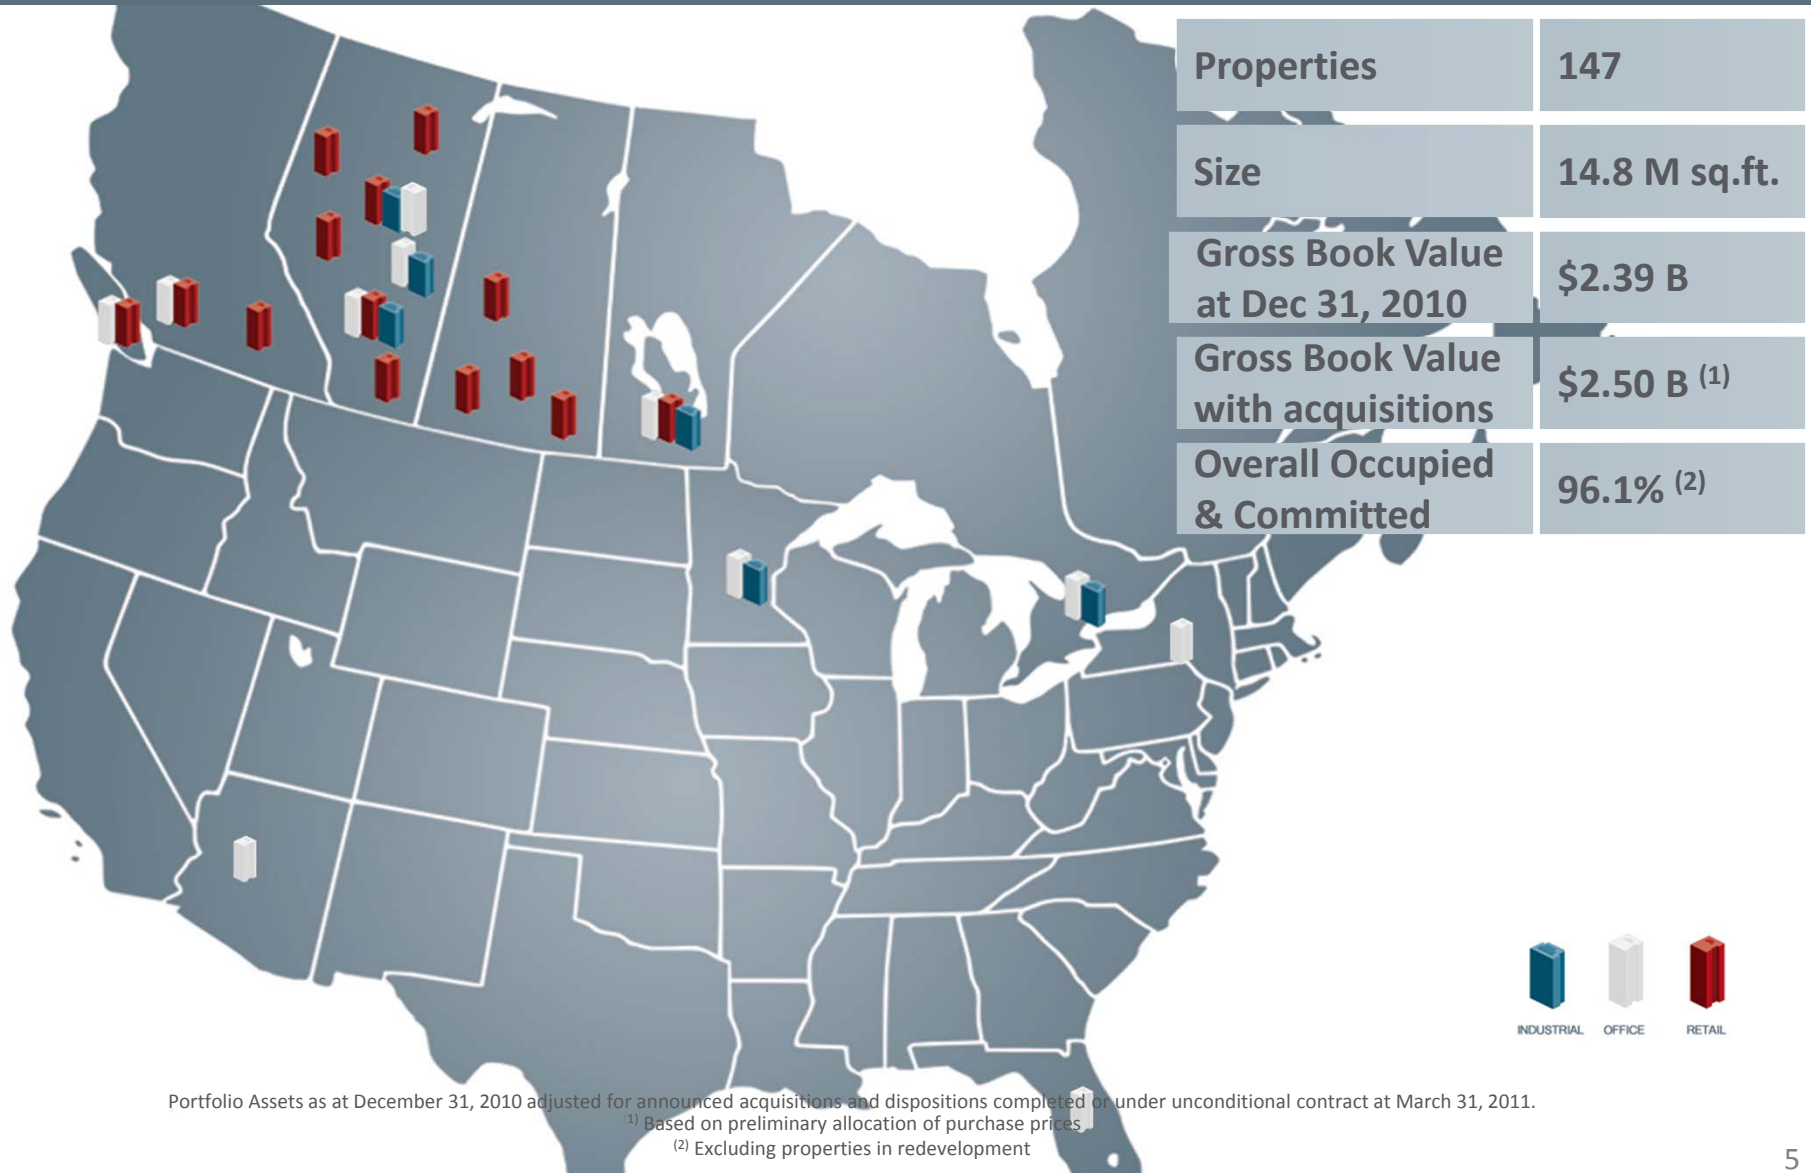 Properties 147
Size 14.8 M sq.ft.
Gross Book Value
at Dec 31, 2010 $2.39 B
Gross Book Value
with acquisitions $2.50 B (1)
Overall Occupied
& Committed 96.1% (2)
INDUSTRIAL OFFICE RETAIL
Portfolio Assets as at December 31, 2010 adjusted for announced acquisitions and dispositions completed or under unconditional contract at March 31, 2011.
(1) Based on preliminary allocation of purchase prices
(2) Excluding properties in redevelopment
5